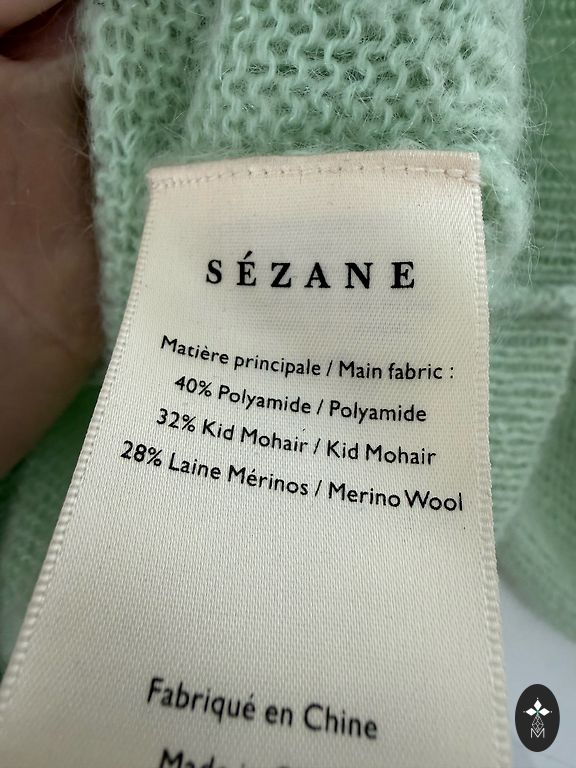 SÉZANE
Matière principale / Main fabric :
40% Polyamide / Polyamide
32% Kid Mohair / Kid Mohair
28% Laine Mérinos / Merino Wool
Fabriqué en Chine
Made
M